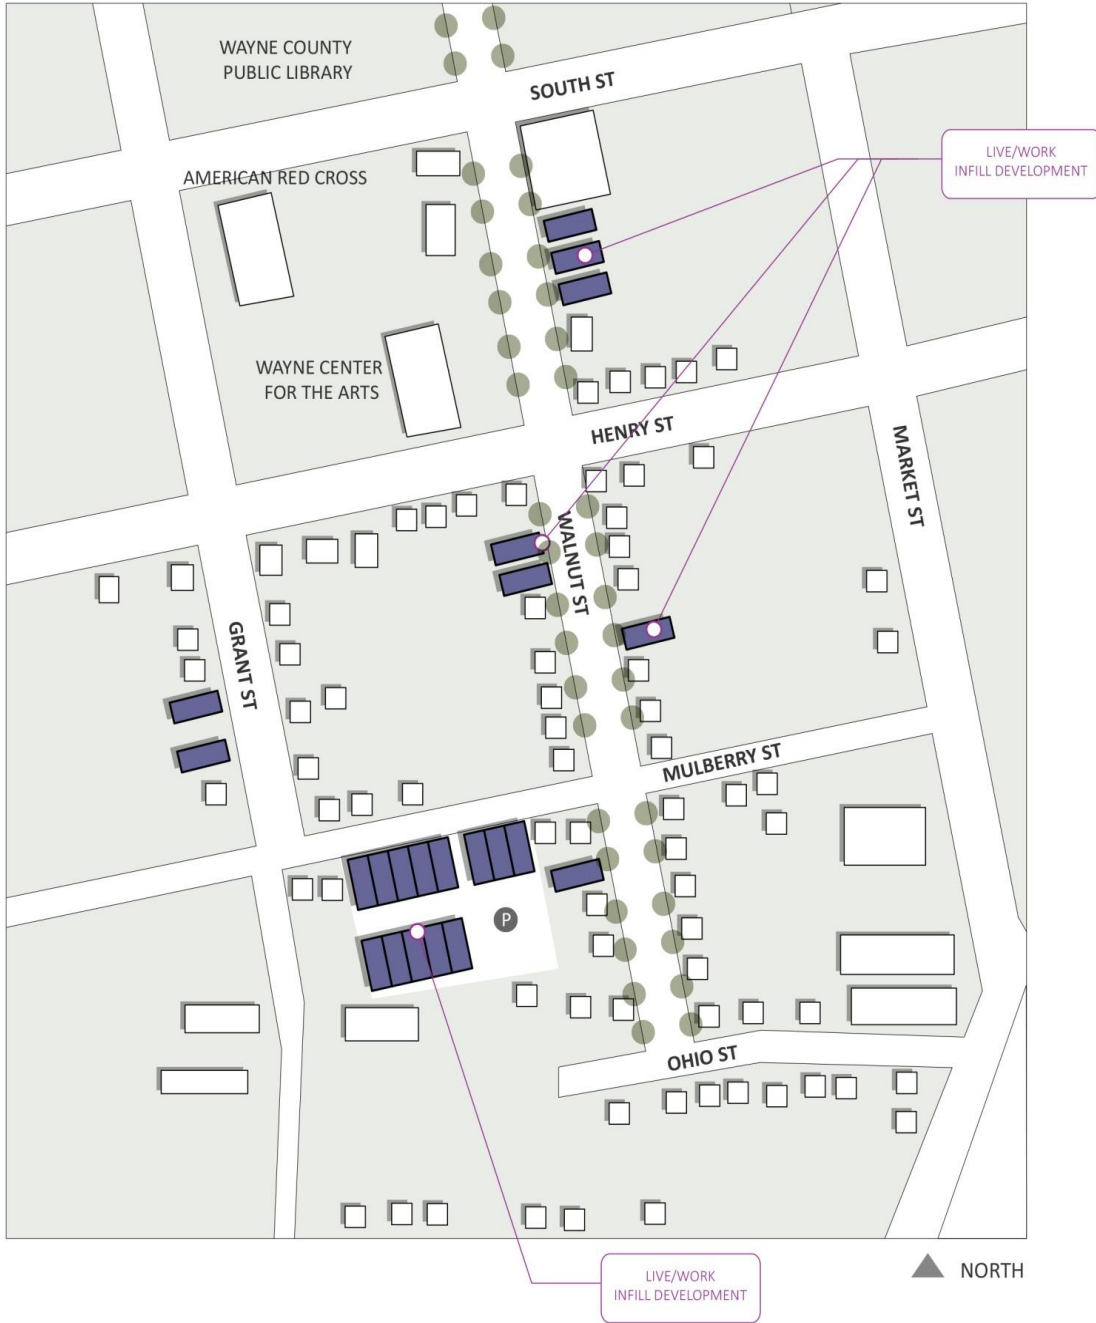 WAYNE COUNTY
PUBLIC LIBRARY
SOUTH ST
LIVE/WORK
INFILL DEVELOPMENT
AMERICAN RED CROSS
WAYNE CENTER
FOR THE ARTS
HENRY ST
MARKET ST
WALNUT ST
GRANT ST
MULBERRY ST
P
OHIO ST
NORTH
LIVE/WORK
INFILL DEVELOPMENT